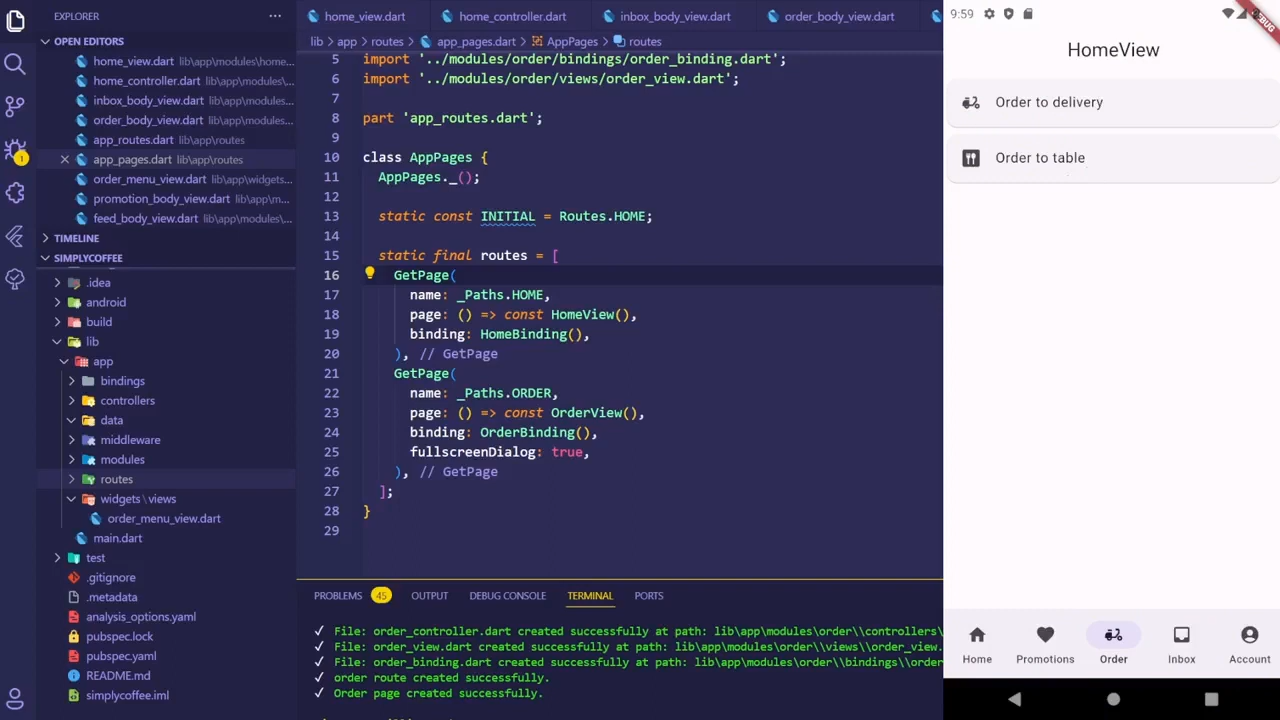 EXPLORER
OPEN EDITORS
home_view.dart lib\app\modules\home...
home_controller.dart lib\app\modules\...
inbox_body_view.dart lib\app\modules...
order_body_view.dart lib\app\modules...
app_routes.dart lib\app\routes
app_pages.dart lib\app\routes
order_menu_view.dart lib\app\widgets...
promotion_body_view.dart lib\app\m...
feed_body_view.dart lib\app\modules\...
TIMELINE
SIMPLYCOFFEE
.idea
android
build
lib
app
bindings
controllers
data
middleware
modules
routes
widgets \ views
order_menu_view.dart
main.dart
test
.gitignore
.metadata
analysis_options.yaml
pubspec.lock
pubspec.yaml
README.md
simplycoffee.iml
1
home_view.dart home_controller.dart inbox_body_view.dart order_body_view.dart
lib > app > routes > app_pages.dart > AppPages > routes
5 import '../modules/order/bindings/order_binding.dart';
6 import '../modules/order/views/order_view.dart';
7
8 part 'app_routes.dart';
9
10 class AppPages {
11 AppPages._();
12
13 static const INITIAL = Routes.HOME;
14
15 static final routes = [
16 GetPage(
17 name: _Paths.HOME,
18 page: () => const HomeView(),
19 binding: HomeBinding(),
20 ), // GetPage
21 GetPage(
22 name: _Paths.ORDER,
23 page: () => const OrderView(),
24 binding: OrderBinding(),
25 fullscreenDialog: true,
26 ), // GetPage
27 ];
28 }
29
PROBLEMS 45 OUTPUT DEBUG CONSOLE TERMINAL PORTS
✓ File: order_controller.dart created successfully at path: lib\app\modules\order\\controllers\
✓ File: order_view.dart created successfully at path: lib\app\modules\order\\views\\order_view.
✓ File: order_binding.dart created successfully at path: lib\app\modules\order\\bindings\\order
✓ order route created successfully.
✓ Order page created successfully.
9:59
DEBUG
HomeView
Order to delivery
Order to table
Home Promotions Order Inbox Account